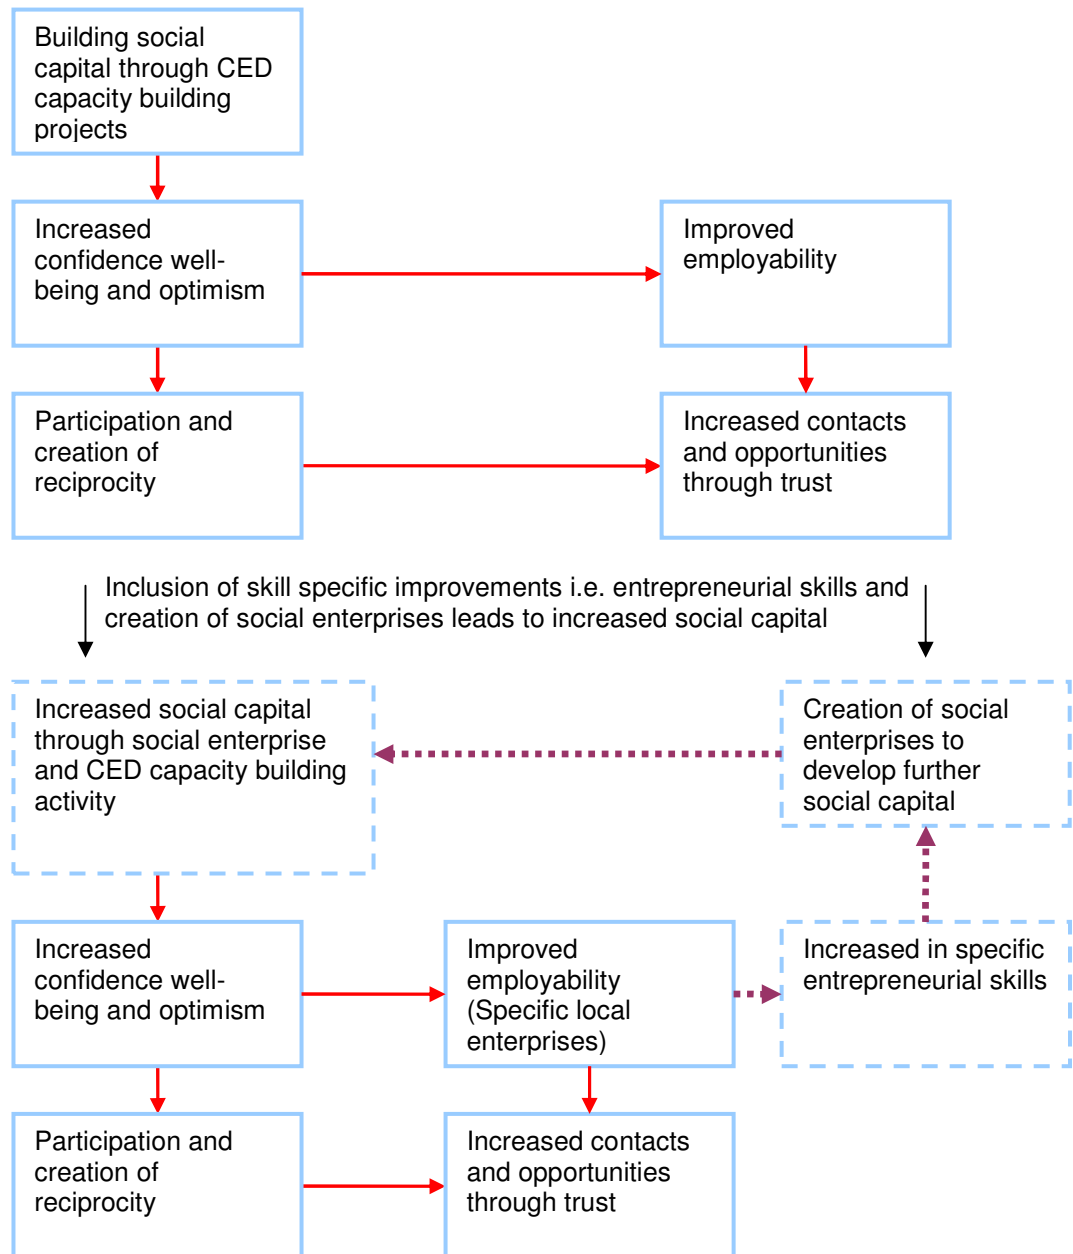 Building social
capital through CED
capacity building
projects
Increased
confidence well-
being and optimism
Improved
employability
Participation and
creation of
reciprocity
Increased contacts
and opportunities
through trust
Inclusion of skill specific improvements i.e. entrepreneurial skills and
creation of social enterprises leads to increased social capital
Increased social capital
through social enterprise
and CED capacity building
activity
Creation of social
enterprises to
develop further
social capital
Increased
confidence well-
being and optimism
Improved
employability
(Specific local
enterprises)
Increased in specific
entrepreneurial skills
Participation and
creation of
reciprocity
Increased contacts
and opportunities
through trust